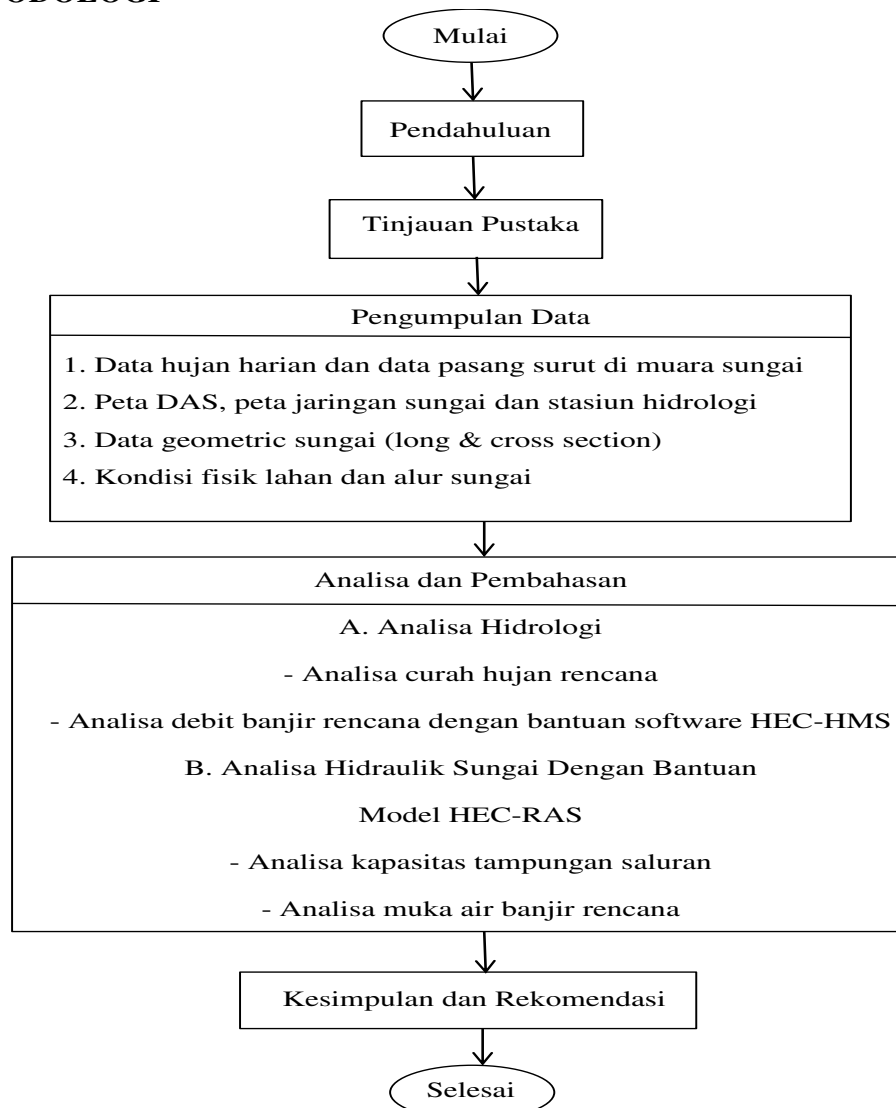 Mulai
Pendahuluan
Tinjauan Pustaka
Pengumpulan Data
1. Data hujan harian dan data pasang surut di muara sungai
2. Peta DAS, peta jaringan sungai dan stasiun hidrologi
3. Data geometric sungai (long & cross section)
4. Kondisi fisik lahan dan alur sungai
Analisa dan Pembahasan
A. Analisa Hidrologi
- Analisa curah hujan rencana
- Analisa debit banjir rencana dengan bantuan software HEC-HMS
B. Analisa Hidraulik Sungai Dengan Bantuan
Model HEC-RAS
- Analisa kapasitas tampungan saluran
- Analisa muka air banjir rencana
Kesimpulan dan Rekomendasi
Selesai